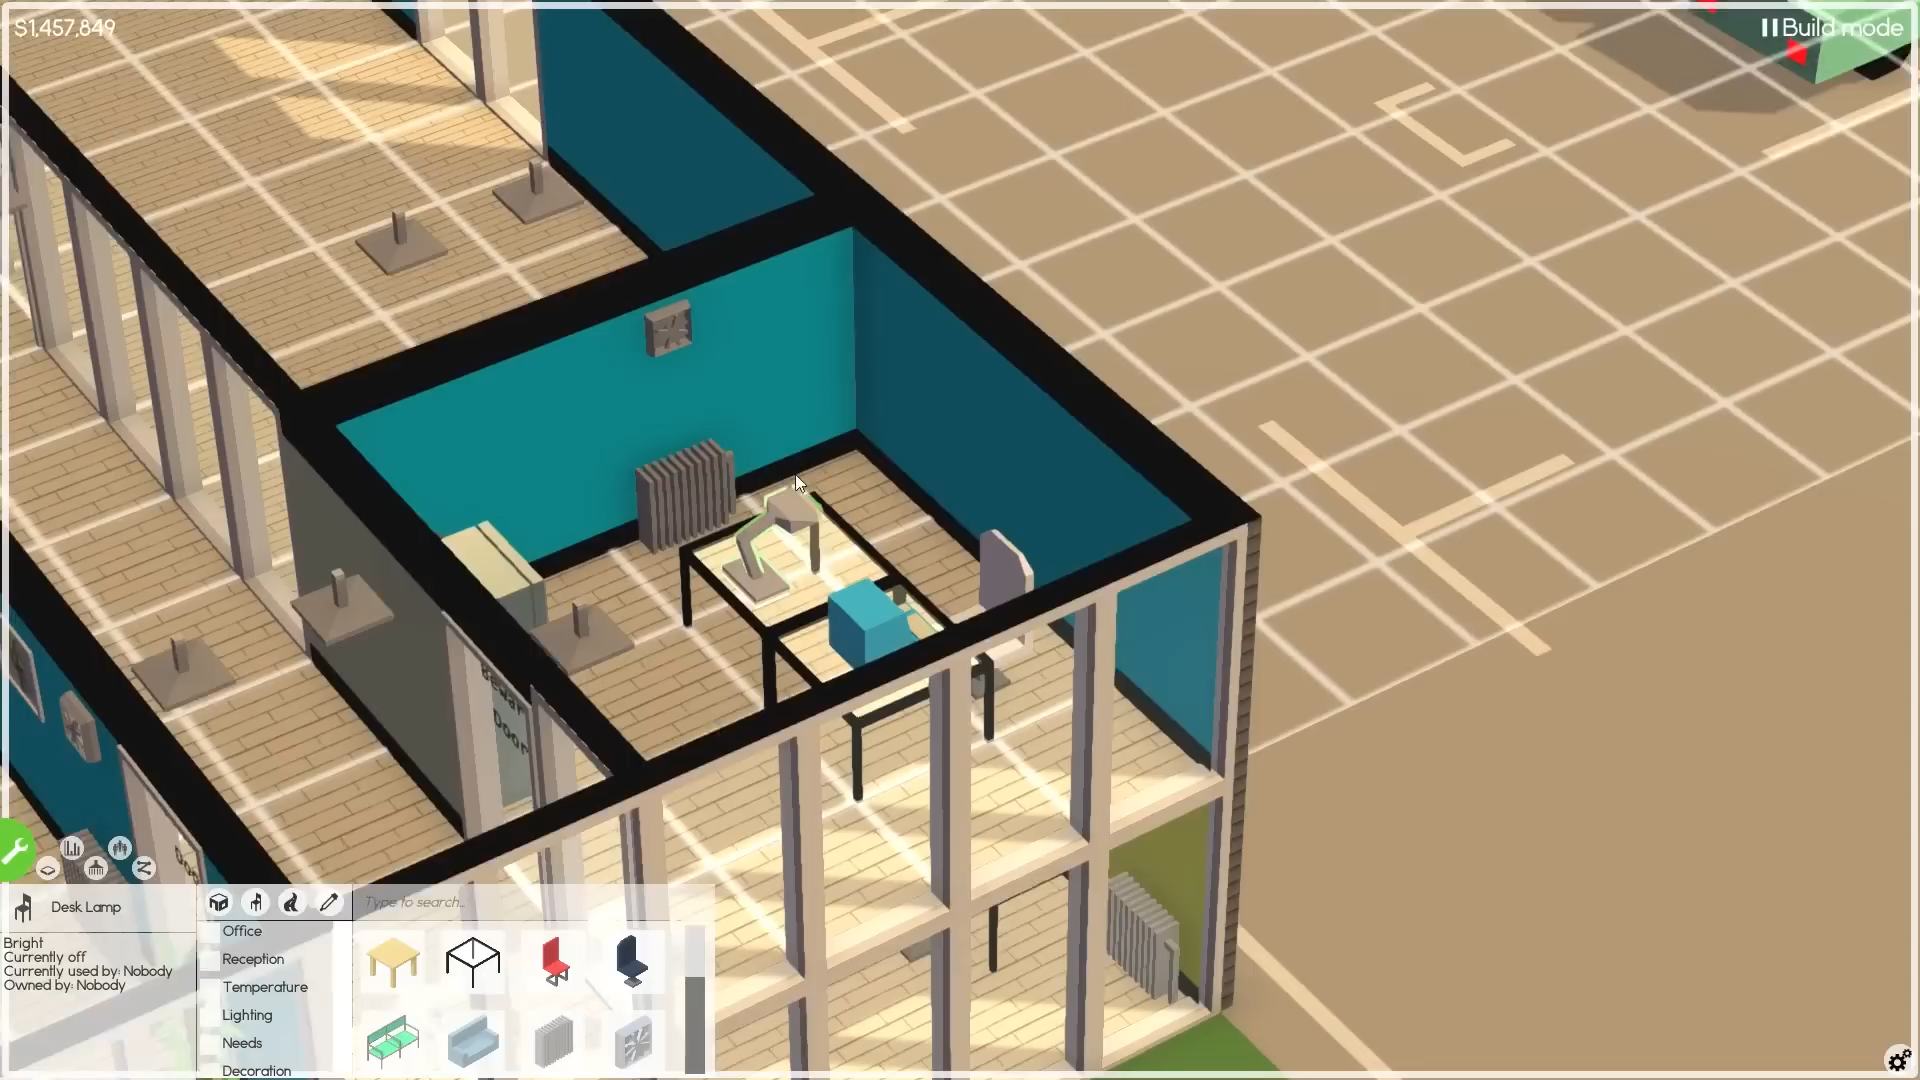 $1,457,849
Build mode
Door
Desk Lamp
Type to search..
Bright
Currently off
Currently used by: Nobody
Owned by: Nobody
Office
Reception
Temperature
Lighting
Needs
Decoration